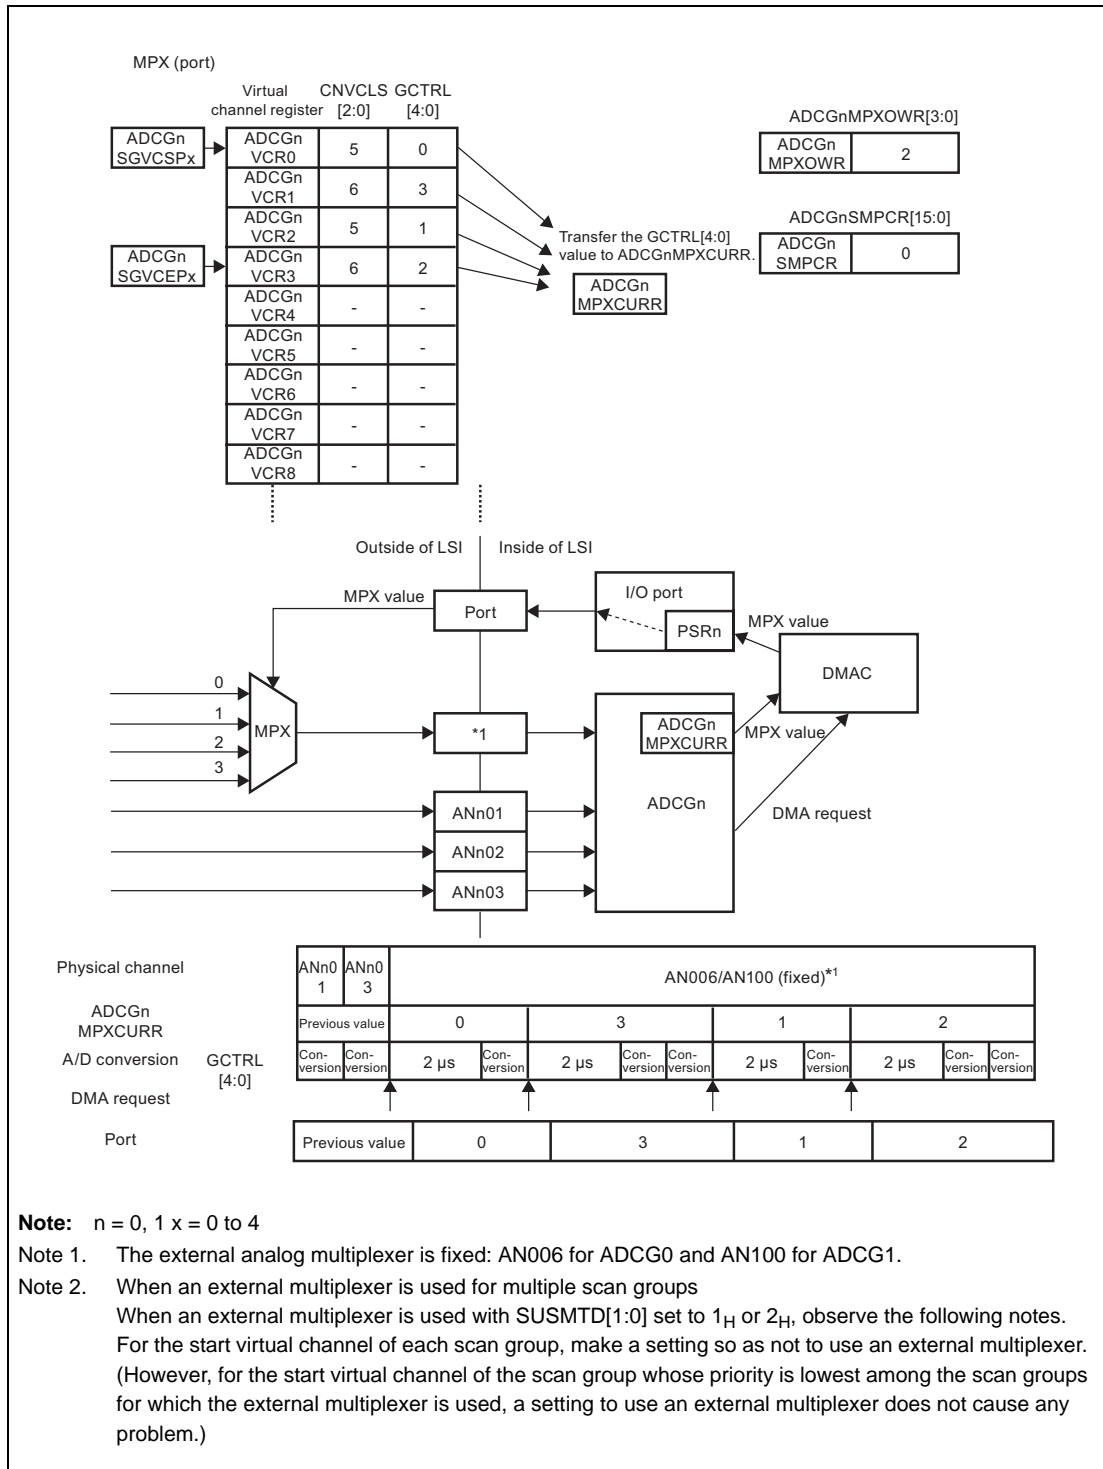 MPX (port)
Virtual channel register CNVCLS [2:0] GCTRL [4:0]
ADCGn SGVCSPx
ADCGn VCR0 5 0
ADCGn VCR1 6 3
ADCGn VCR2 5 1
ADCGn SGVCEPx
ADCGn VCR3 6 2
ADCGn VCR4 - -
ADCGn VCR5 - -
ADCGn VCR6 - -
ADCGn VCR7 - -
ADCGn VCR8 - -
Transfer the GCTRL[4:0]
value to ADCGnMPXCURR.
ADCGn
MPXCURR
ADCGnMPXOWR[3:0]
ADCGn MPXOWR 2
ADCGnSMPCR[15:0]
ADCGn SMPCR 0
Outside of LSI Inside of LSI
MPX value
Port
I/O port
PSRn
MPX value
DMAC
0
1
2
3
MPX
*1
ADCGn
MPXCURR
MPX value
ADCGn
DMA request
ANn01
ANn02
ANn03
Physical channel ANn0 1 ANn0 3 AN006/AN100 (fixed)*1
ADCGn MPXCURR Previous value 0 3 1 2
A/D conversion GCTRL [4:0] Con-version Con-version 2 µs Con-version 2 µs Con-version Con-version 2 µs Con-version 2 µs Con-version Con-version
DMA request
Port Previous value 0 3 1 2
Note: n = 0, 1 x = 0 to 4
Note 1. The external analog multiplexer is fixed: AN006 for ADCG0 and AN100 for ADCG1.
Note 2. When an external multiplexer is used for multiple scan groups
When an external multiplexer is used with SUSMTD[1:0] set to 1H or 2H, observe the following notes.
For the start virtual channel of each scan group, make a setting so as not to use an external multiplexer.
(However, for the start virtual channel of the scan group whose priority is lowest among the scan groups
for which the external multiplexer is used, a setting to use an external multiplexer does not cause any
problem.)